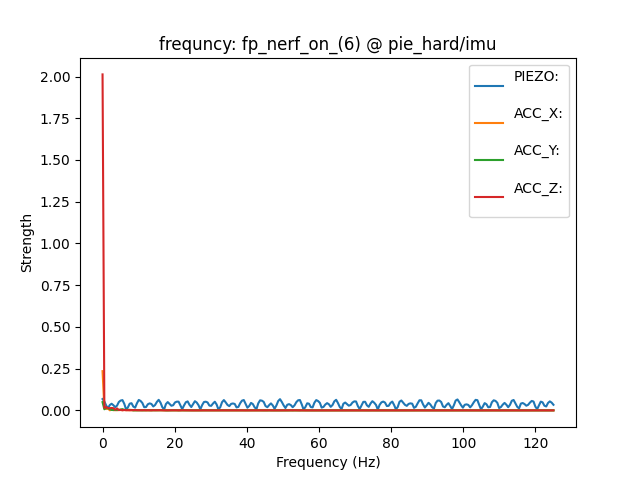 frequncy: fp_nerf_on_(6) @ pie_hard/imu
PIEZO:
ACC_X:
ACC_Y:
ACC_Z:
Strength
2.00
1.75
1.50
1.25
1.00
0.75
0.50
0.25
0.00
0 20 40 60 80 100 120
Frequency (Hz)